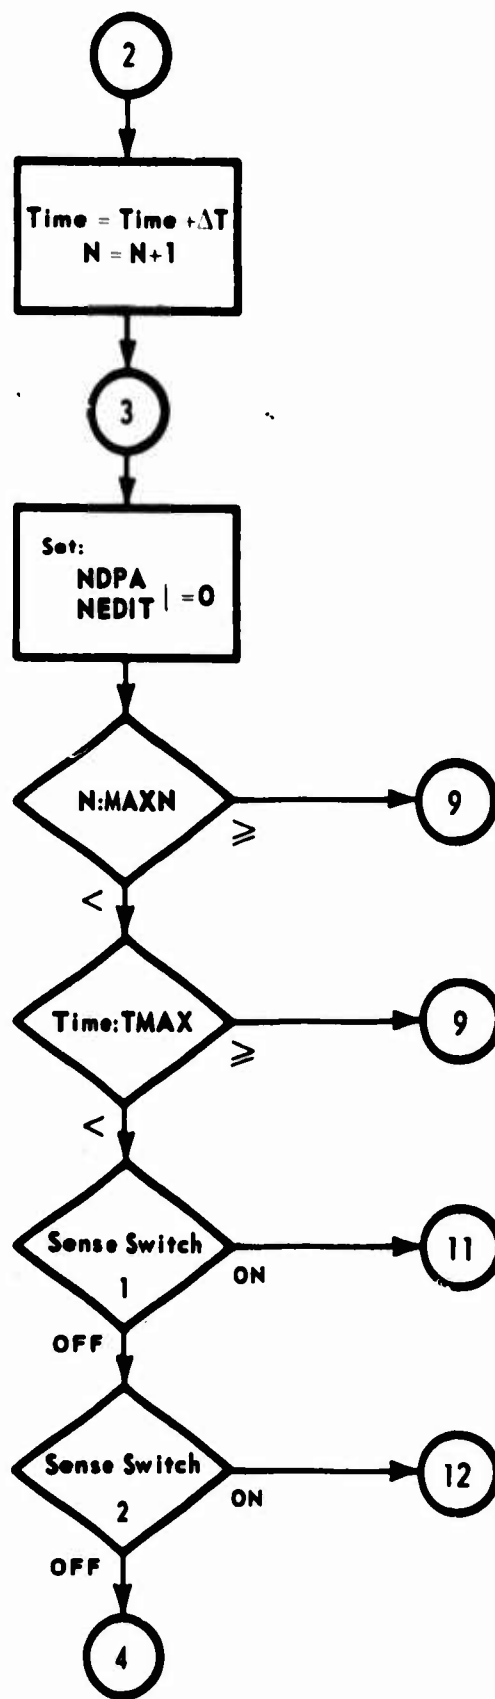 2
Time = Time +ΔT
N = N+1
3
Set:
NDPA
NEDIT | =0
N:MAXN
9
≥
<
Time:TMAX
9
≥
<
Sense Switch
1
11
ON
OFF
Sense Switch
2
12
ON
OFF
4